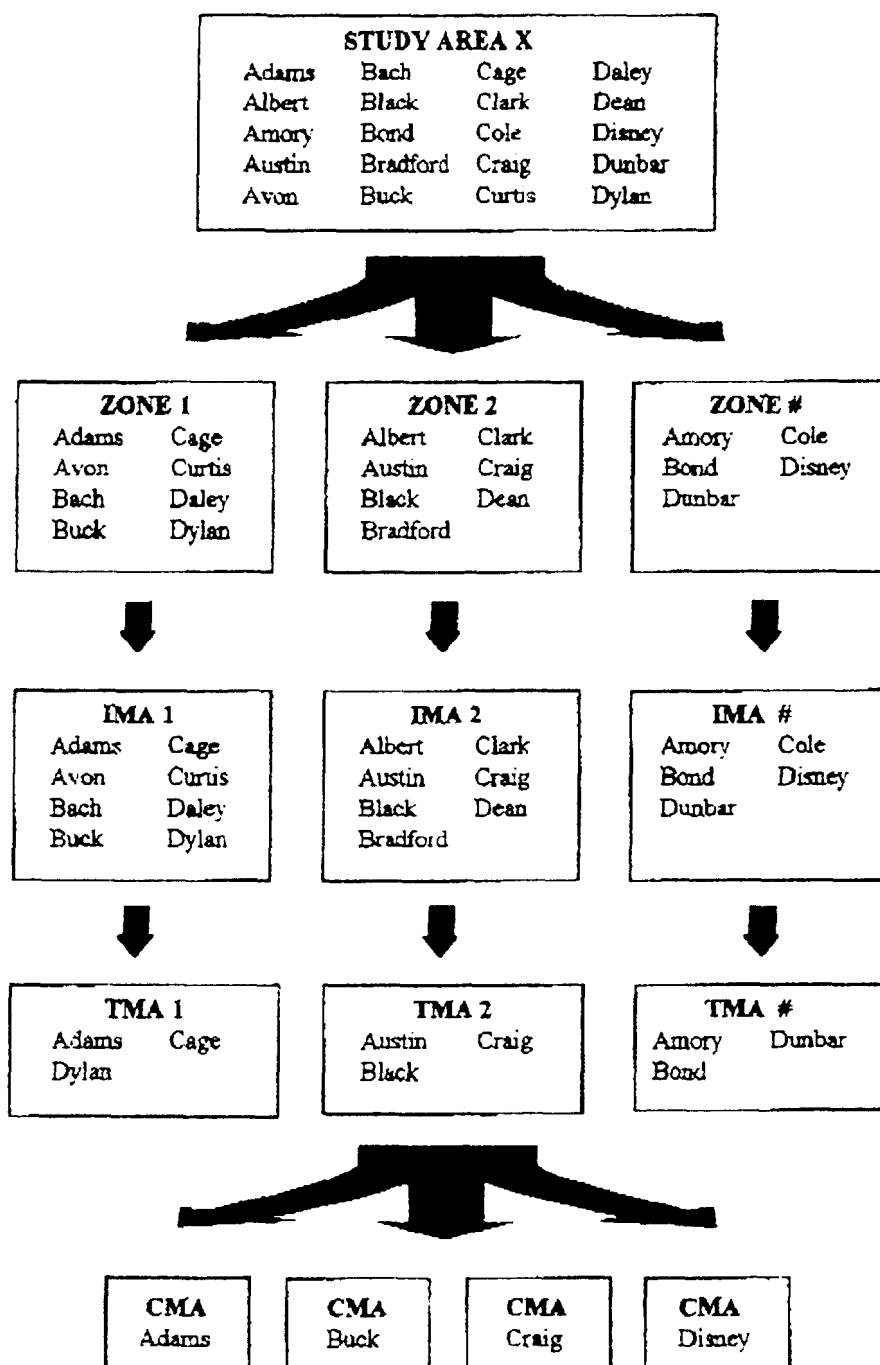 STUDY AREA X
Adams Bach Cage Daley
Albert Black Clark Dean
Amory Bond Cole Disney
Austin Bradford Craig Dunbar
Avon Buck Curtis Dylan
ZONE 1
Adams Cage
Avon Curtis
Bach Daley
Buck Dylan
ZONE 2
Albert Clark
Austin Craig
Black Dean
Bradford
ZONE #
Amory Cole
Bond Disney
Dunbar
IMA 1
Adams Cage
Avon Curtis
Bach Daley
Buck Dylan
IMA 2
Albert Clark
Austin Craig
Black Dean
Bradford
IMA #
Amory Cole
Bond Disney
Dunbar
TMA 1
Adams Cage
Dylan
TMA 2
Austin Craig
Black
TMA #
Amory Dunbar
Bond
CMA
Adams
CMA
Buck
CMA
Craig
CMA
Disney